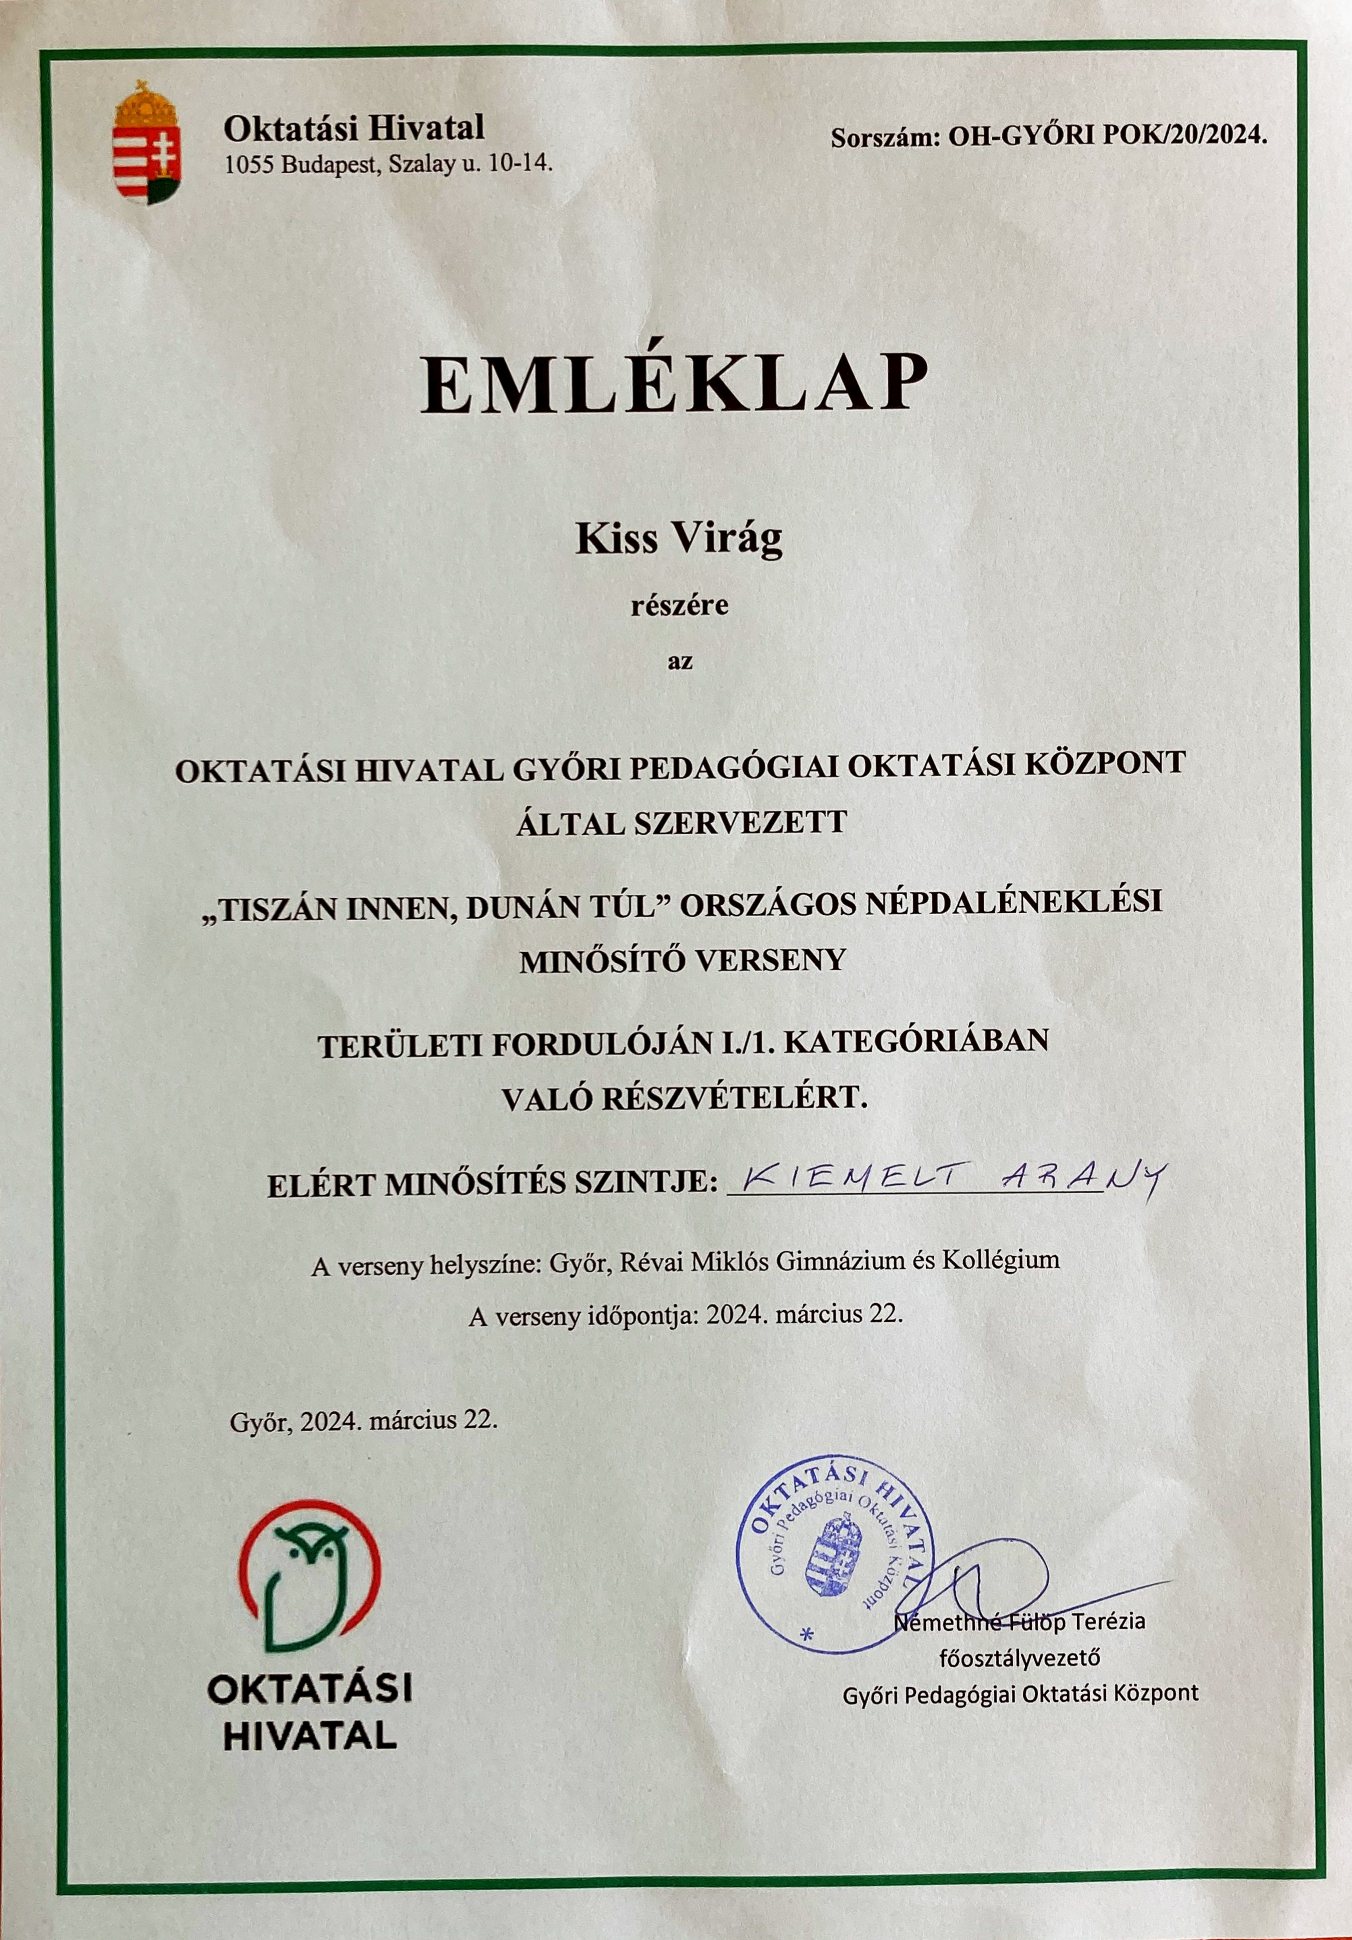 Oktatási Hivatal
1055 Budapest, Szalay u. 10-14.
Sorszám: OH-GYŐRI POK/20/2024.
EMLÉKLAP
Kiss Virág
részére
az
OKTATÁSI HIVATAL GYŐRI PEDAGÓGIAI OKTATÁSI KÖZPONT
ÁLTAL SZERVEZETT
„TISZÁN INNEN, DUNÁN TÚL” ORSZÁGOS NÉPDALÉNEKLÉSI
MINŐSÍTŐ VERSENY
TERÜLETI FORDULÓJÁN I./1. KATEGÓRIÁBAN
VALÓ RÉSZVÉTELÉRT.
ELÉRT MINŐSÍTÉS SZINTJE: KIEMELT ARANY
A verseny helyszíne: Győr, Révai Miklós Gimnázium és Kollégium
A verseny időpontja: 2024. március 22.
Győr, 2024. március 22.
OKTATÁSI HIVATAL
Győri Pedagógiai Oktatási Központ
*
Némethné Fülöp Terézia
főosztályvezető
Győri Pedagógiai Oktatási Központ
OKTATÁSI
HIVATAL